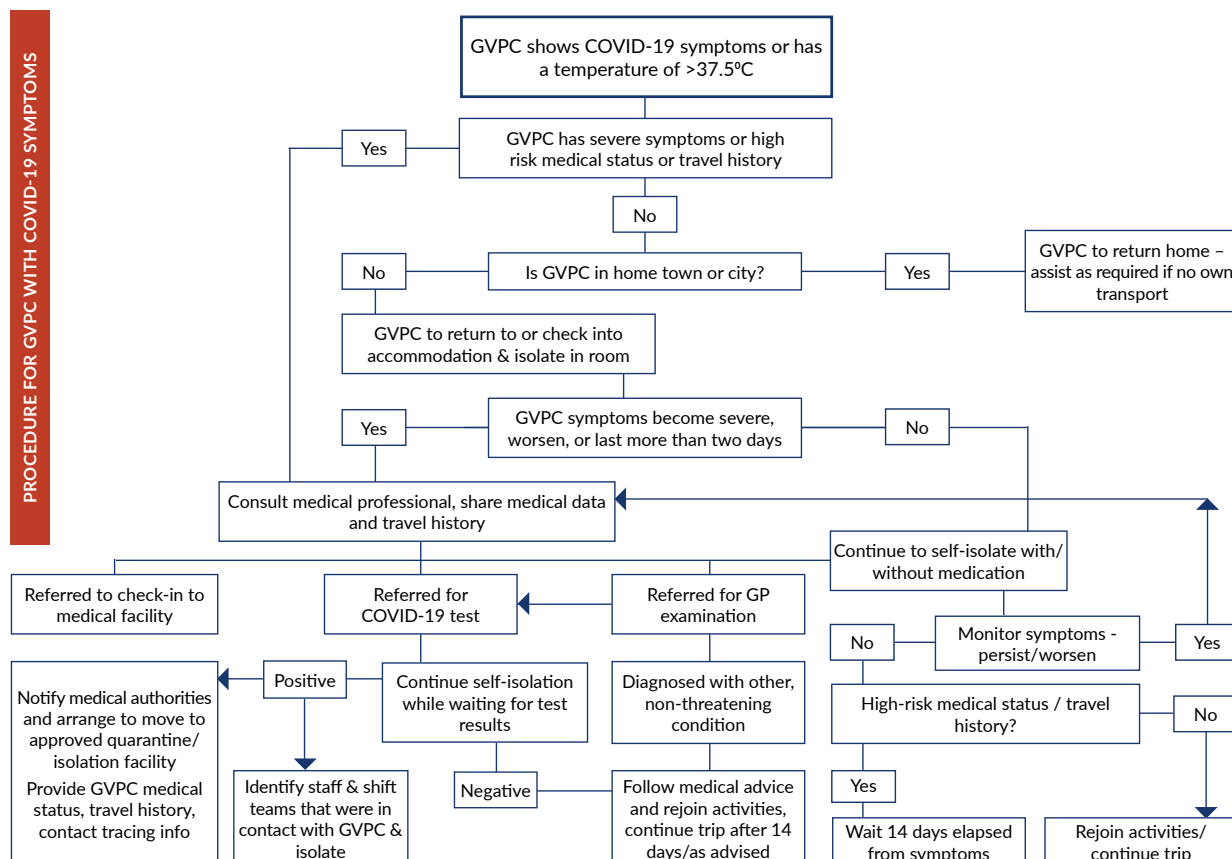 PROCEDURE FOR GVPC WITH COVID-19 SYMPTOMS
GVPC shows COVID-19 symptoms or has
a temperature of >37.5ºC
Yes
GVPC has severe symptoms or high
risk medical status or travel history
No
No
Is GVPC in home town or city?
Yes
GVPC to return home –
assist as required if no own
transport
GVPC to return to or check into
accommodation & isolate in room
Yes
GVPC symptoms become severe,
worsen, or last more than two days
No
Consult medical professional, share medical data
and travel history
Continue to self-isolate with/
without medication
Referred to check-in to
medical facility
Referred for
COVID-19 test
Referred for GP
examination
No
Monitor symptoms -
persist/worsen
Yes
Notify medical authorities
and arrange to move to
approved quarantine/
isolation facility
Provide GVPC medical
status, travel history,
contact tracing info
Positive
Continue self-isolation
while waiting for test
results
Diagnosed with other,
non-threatening
condition
High-risk medical status / travel
history?
No
Identify staff & shift
teams that were in
contact with GVPC &
isolate
Negative
Follow medical advice
and rejoin activities,
continue trip after 14
days/as advised
Yes
Wait 14 days elapsed
from symptoms
Rejoin activities/
continue trip